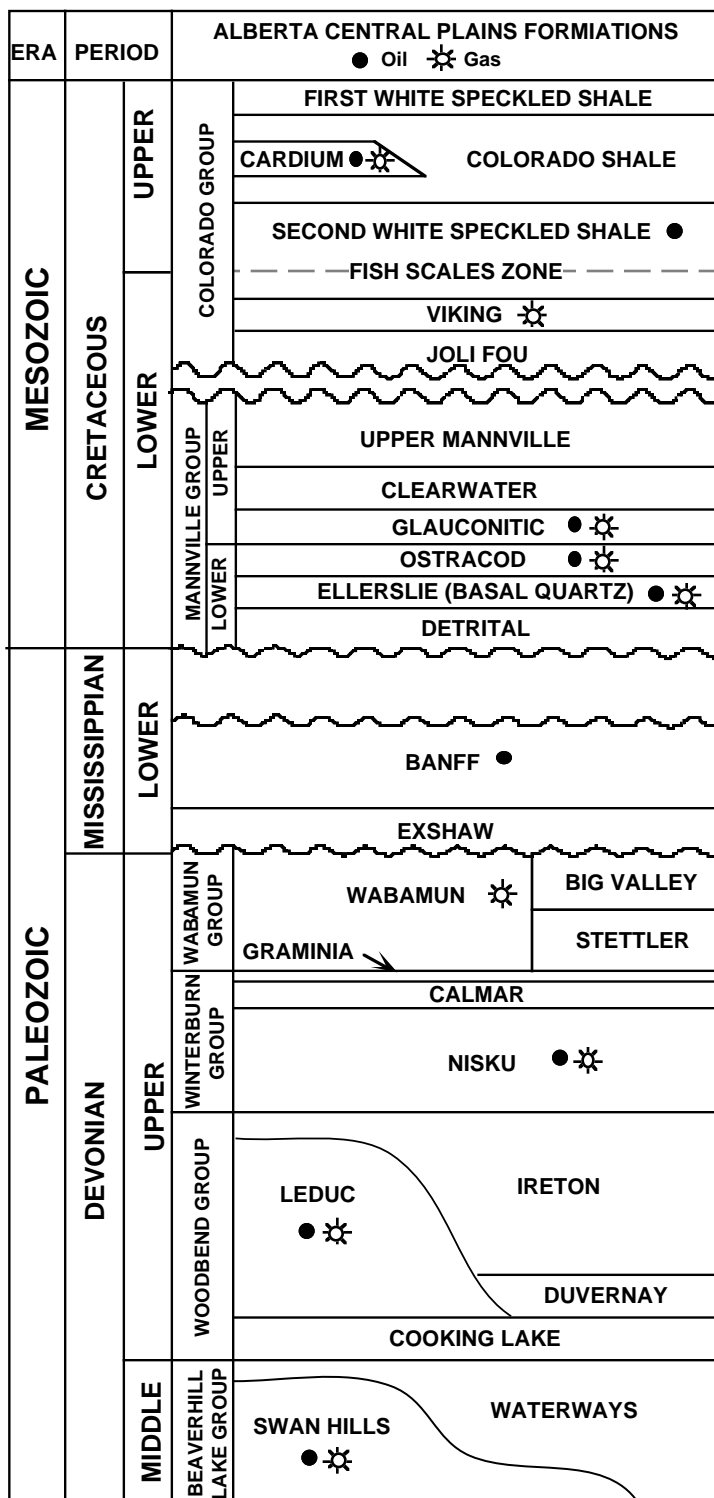 ALBERTA CENTRAL PLAINS FORMIATIONS
ERA
PERIOD
Oil
Gas
MESOZOIC
CRETACEOUS
UPPER
COLORADO GROUP
FIRST WHITE SPECKLED SHALE
CARDIUM
COLORADO SHALE
SECOND WHITE SPECKLED SHALE
FISH SCALES ZONE
LOWER
VIKING
JOLI FOU
MANNVILLE GROUP
UPPER
UPPER MANNVILLE
CLEARWATER
GLAUCONITIC
LOWER
OSTRACOD
ELLERSLIE (BASAL QUARTZ)
DETRITAL
PALEOZOIC
MISSISSIPPIAN
LOWER
BANFF
EXSHAW
DEVONIAN
UPPER
WABAMUN
GROUP
WABAMUN
BIG VALLEY
STETTLER
GRAMINIA
WINTERBURN
GROUP
CALMAR
NISKU
WOODBEND GROUP
LEDUC
IRETON
DUVERNAY
COOKING LAKE
MIDDLE
BEAVERHILL
LAKE GROUP
SWAN HILLS
WATERWAYS